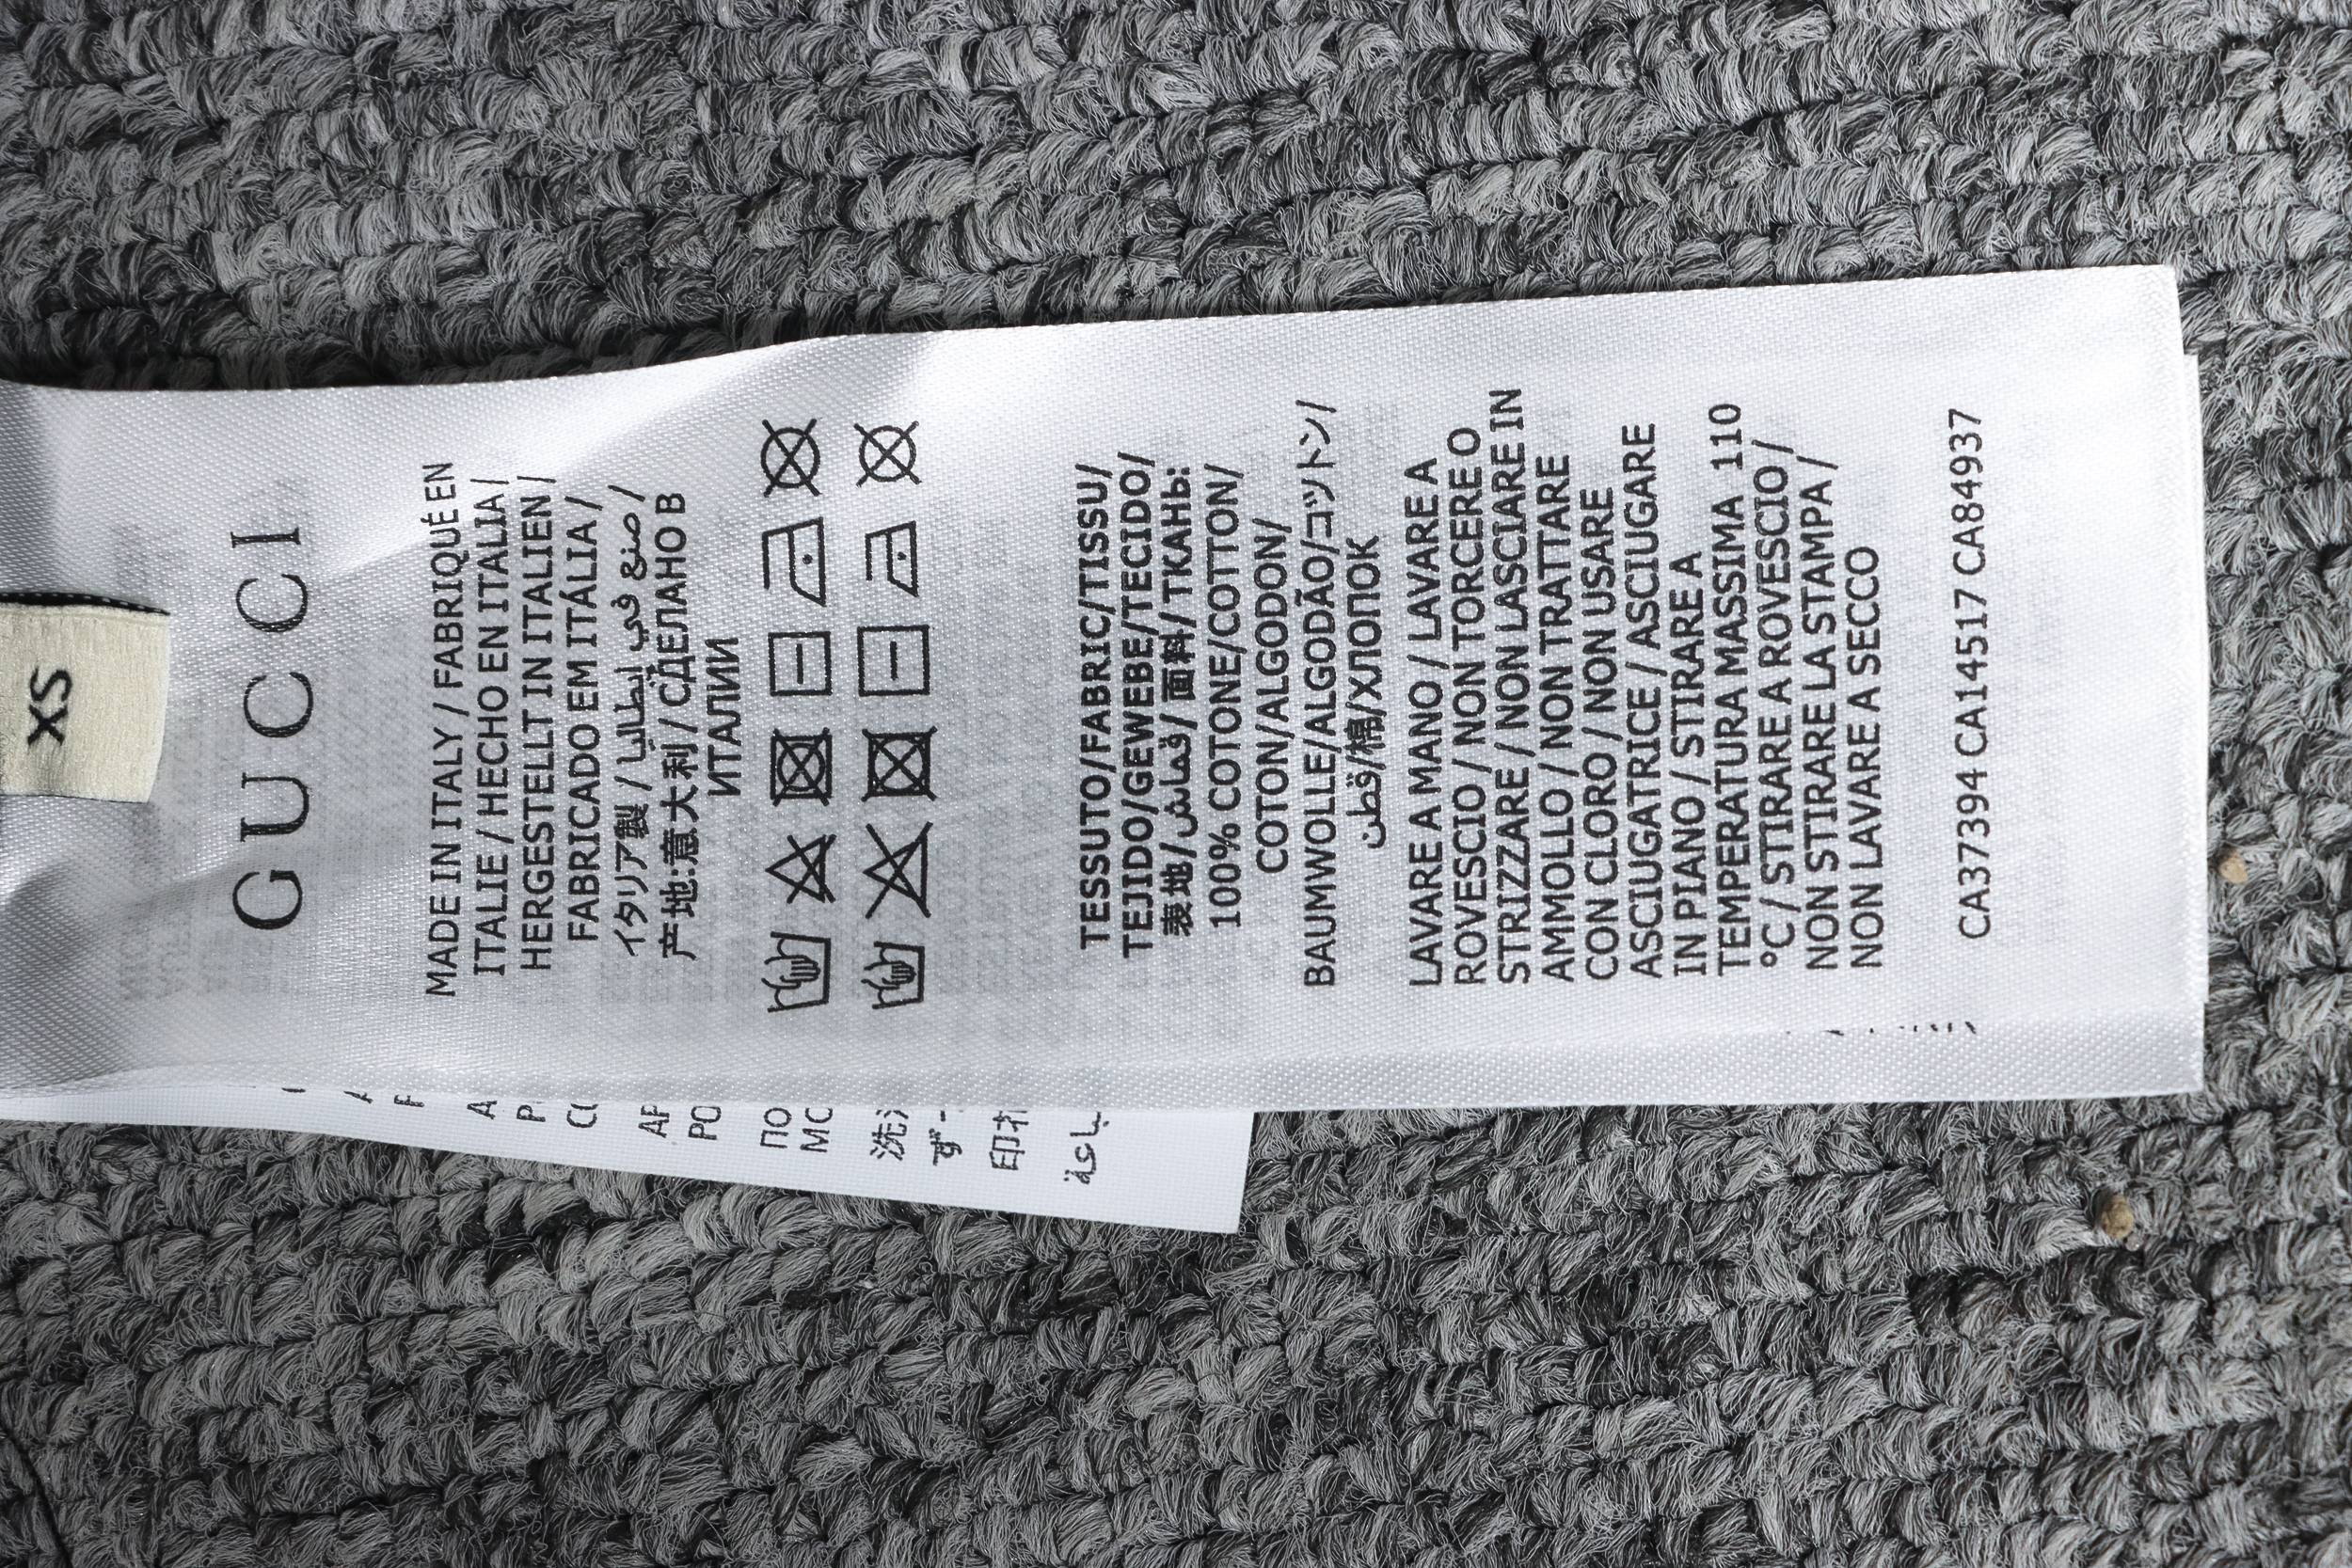 XS
GUCCI
MADE IN ITALY / FABRIQUÉ EN
ITALIE / HECHO EN ITALIA /
HERGESTELLT IN ITALIEN /
FABRICADO EM ITÁLIA /
イタリア製 / صنع في إيطاليا /
产地:意大利 / СДЕЛАНО В
ИТАЛИИ
TESSUTO/FABRIC/TISSU/
TEJIDO/GEWEBE/TECIDO/
表地/قماش/面料/ТКАНЬ:
100% COTONE/COTTON/
COTON/ALGODON/
BAUMWOLLE/ALGODÃO/コットン/
قطن/棉/ХЛОПОК
LAVARE A MANO / LAVARE A
ROVESCIO / NON TORCERE O
STRIZZARE / NON LASCIARE IN
AMMOLLO / NON TRATTARE
CON CLORO / NON USARE
ASCIUGATRICE / ASCIUGARE
IN PIANO / STIRARE A
TEMPERATURA MASSIMA 110
°C / STIRARE A ROVESCIO /
NON STIRARE LA STAMPA /
NON LAVARE A SECCO
CA37394 CA14517 CA84937